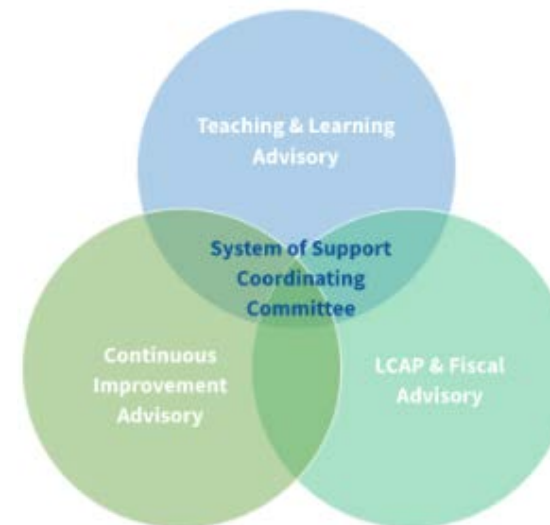 Teaching & Learning
Advisory
System of Support
Coordinating
Committee
Continuous
Improvement
Advisory
LCAP & Fiscal
Advisory